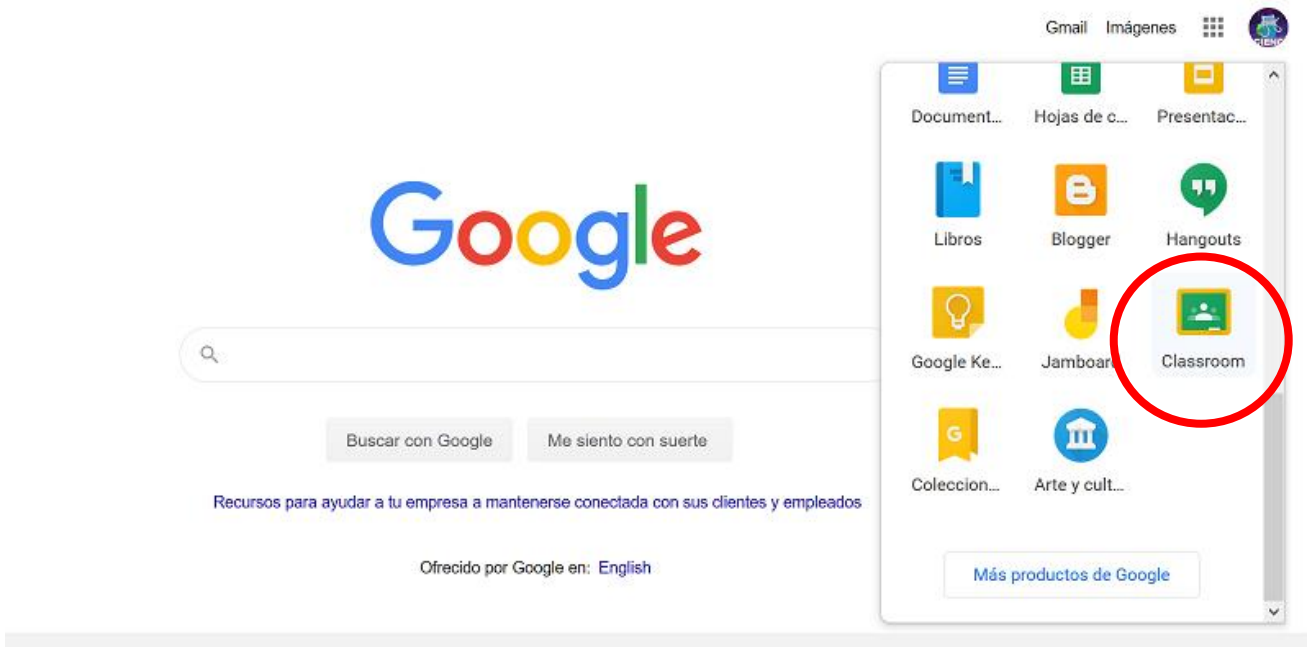 Gmail Imágenes
Document... Hojas de c... Presentac...
Google
Libros Blogger Hangouts
Google Ke... Jamboar Classroom
Buscar con Google Me siento con suerte
G
Coleccion... Arte y cult...
Recursos para ayudar a tu empresa a mantenerse conectada con sus clientes y empleados
Ofrecido por Google en: English
Más productos de Google